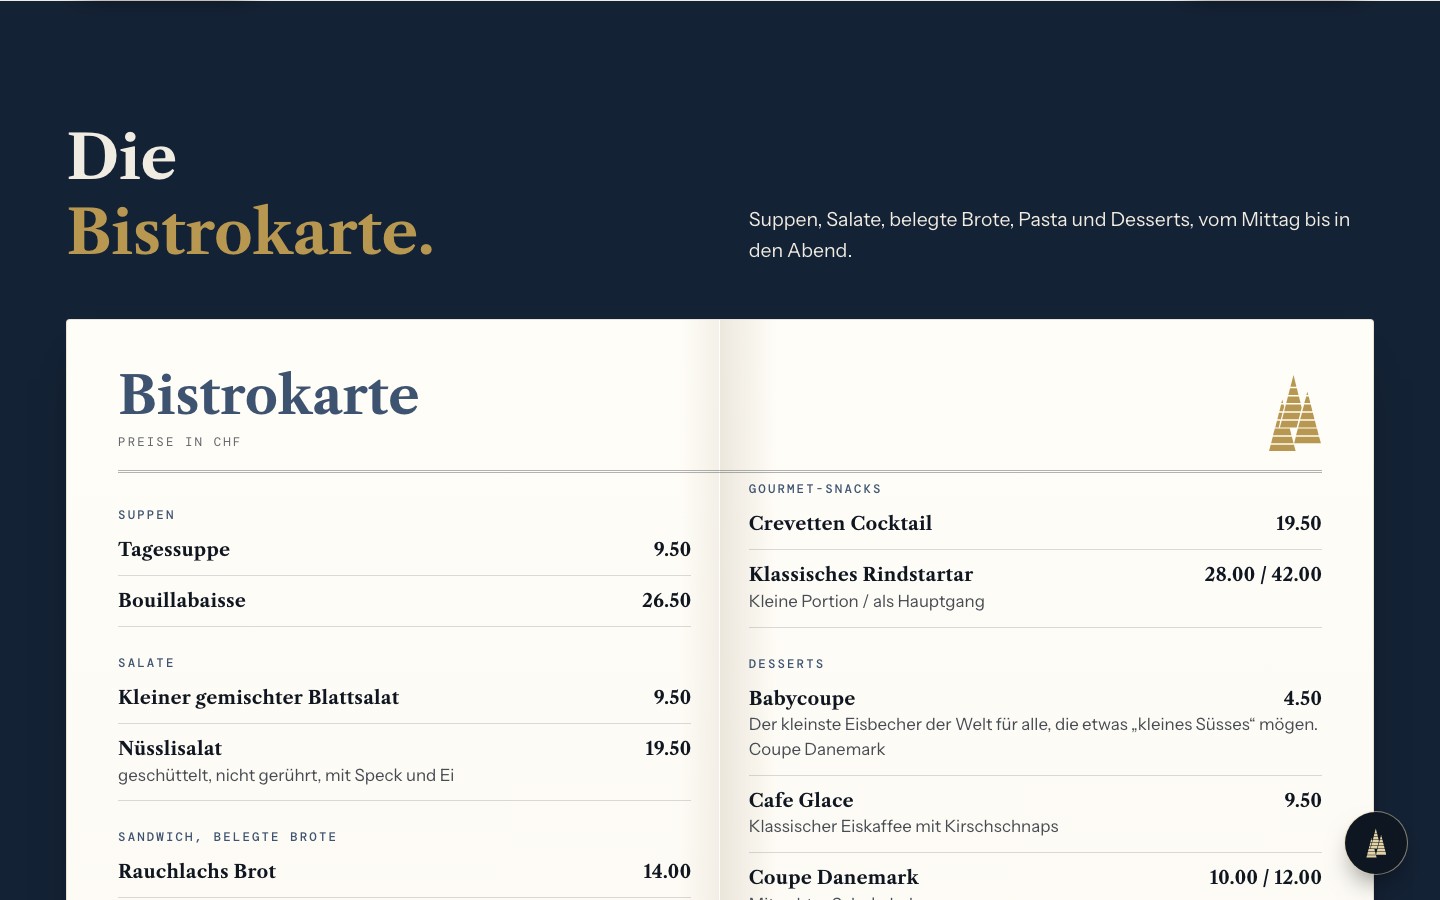 Die
Bistrokarte.
Suppen, Salate, belegte Brote, Pasta und Desserts, vom Mittag bis in
den Abend.
Bistrokarte
PREISE IN CHF
SUPPEN
Tagessuppe 9.50
Bouillabaisse 26.50
SALATE
Kleiner gemischter Blattsalat 9.50
Nüsslisalat 19.50
geschüttelt, nicht gerührt, mit Speck und Ei
SANDWICH, BELEGTE BROTE
Rauchlachs Brot 14.00
GOURMET-SNACKS
Crevetten Cocktail 19.50
Klassisches Rindstartar 28.00 / 42.00
Kleine Portion / als Hauptgang
DESSERTS
Babycoupe 4.50
Der kleinste Eisbecher der Welt für alle, die etwas „kleines Süsses“ mögen.
Coupe Danemark
Cafe Glace 9.50
Klassischer Eiskaffee mit Kirschschnaps
Coupe Danemark 10.00 / 12.00